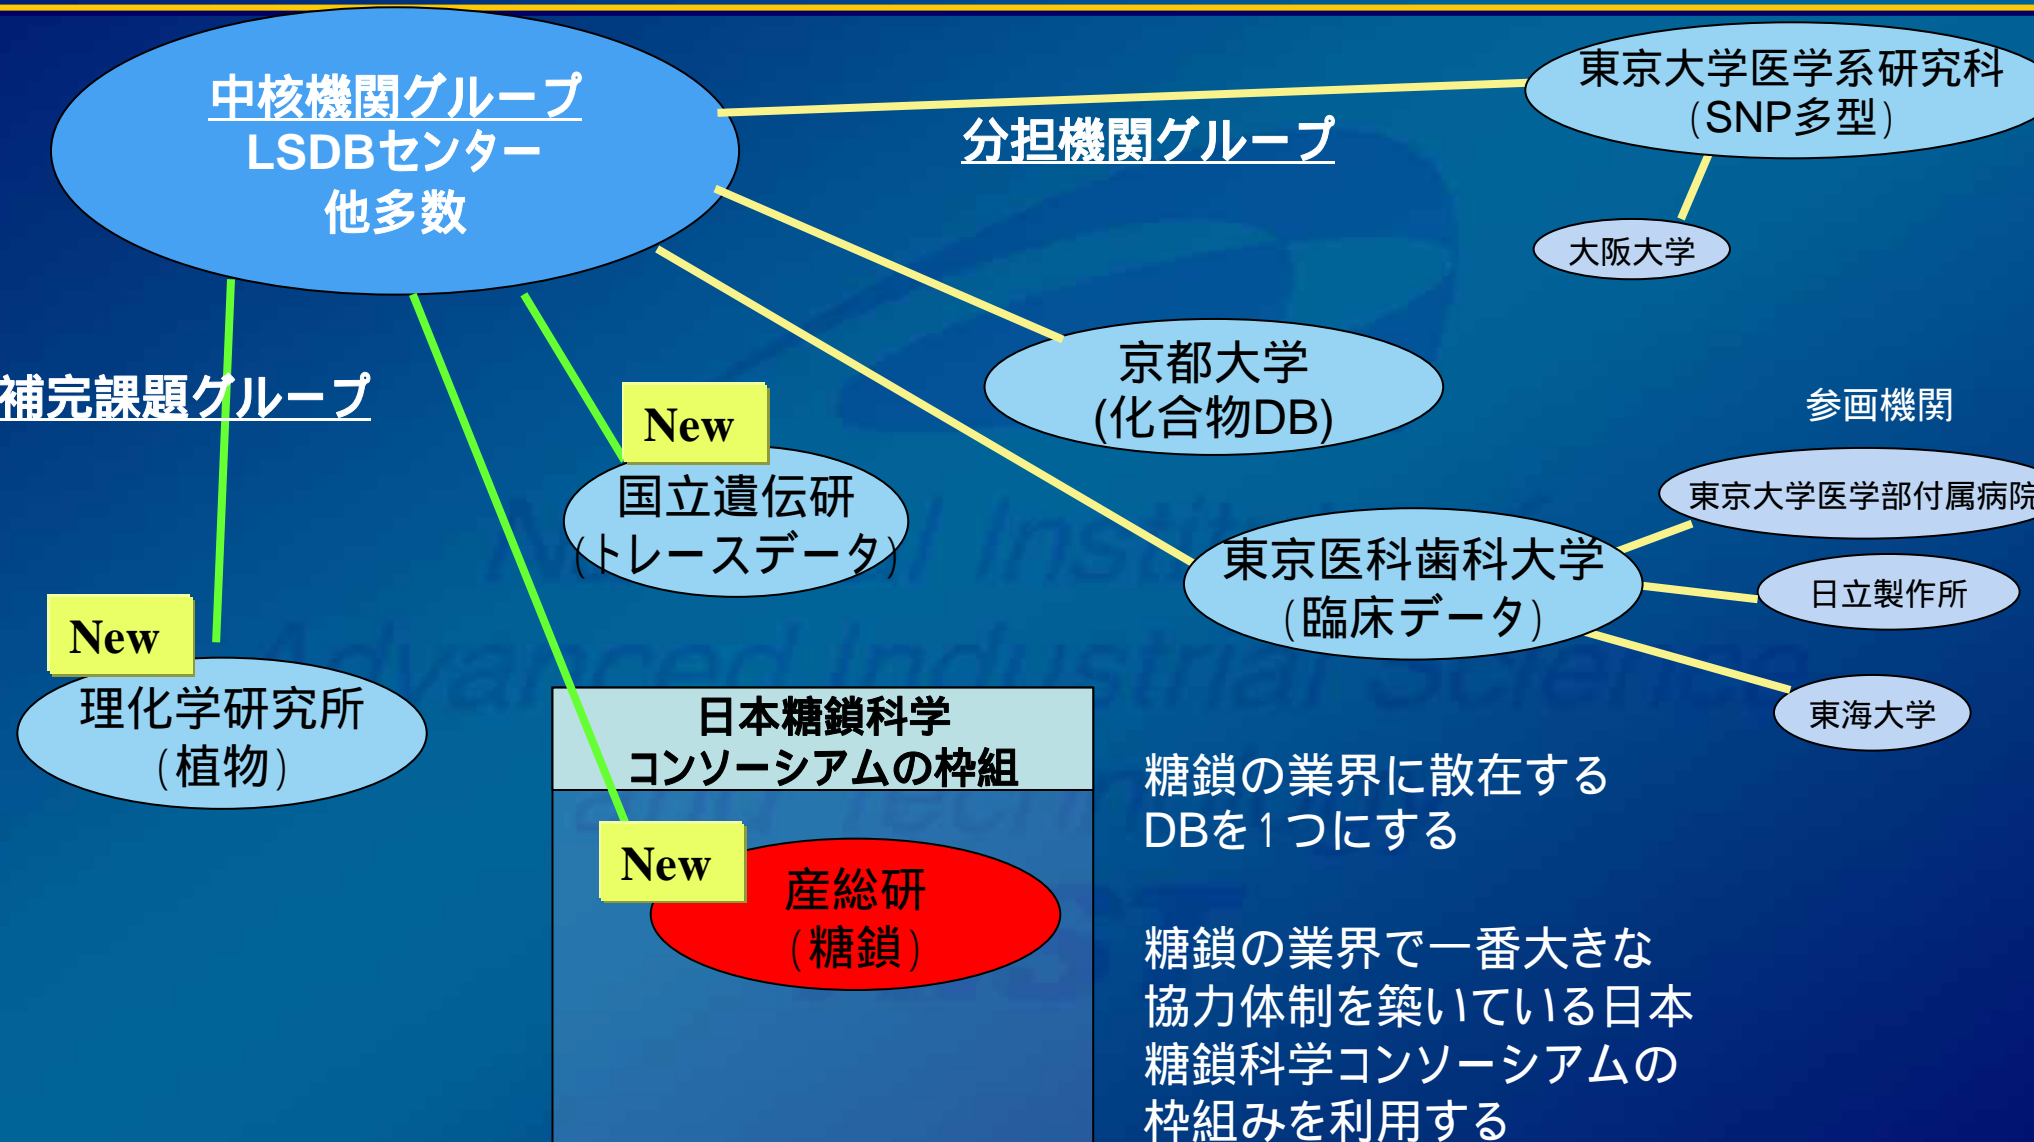 中核機関グループ
LSDBセンター
他多数
分担機関グループ
東京大学医学系研究科
(SNP多型)
大阪大学
京都大学
(化合物DB)
補完課題グループ
New
国立遺伝研
(トレースデータ)
参画機関
東京大学医学部付属病院
東京医科歯科大学
(臨床データ)
日立製作所
東海大学
New
理化学研究所
(植物)
日本糖鎖科学
コンソーシアムの枠組
New
産総研
(糖鎖)
糖鎖の業界に散在する
DBを1つにする
糖鎖の業界で一番大きな
協力体制を築いている日本
糖鎖科学コンソーシアムの
枠組みを利用する
National Institute of
Advanced Industrial Science
and Technology
AIST